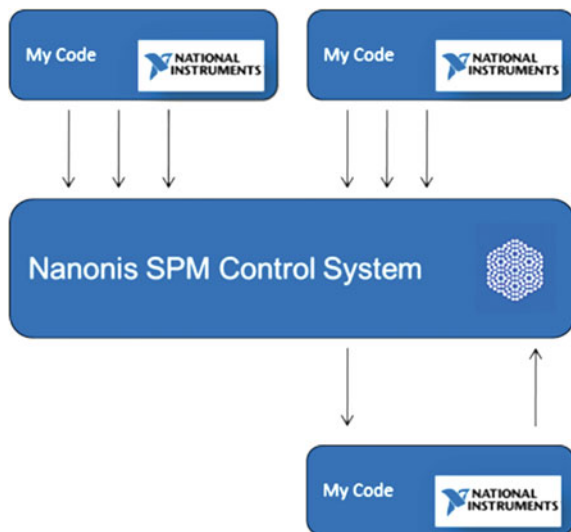 My Code
NATIONAL
INSTRUMENTS
My Code
NATIONAL
INSTRUMENTS
Nanonis SPM Control System
My Code
NATIONAL
INSTRUMENTS